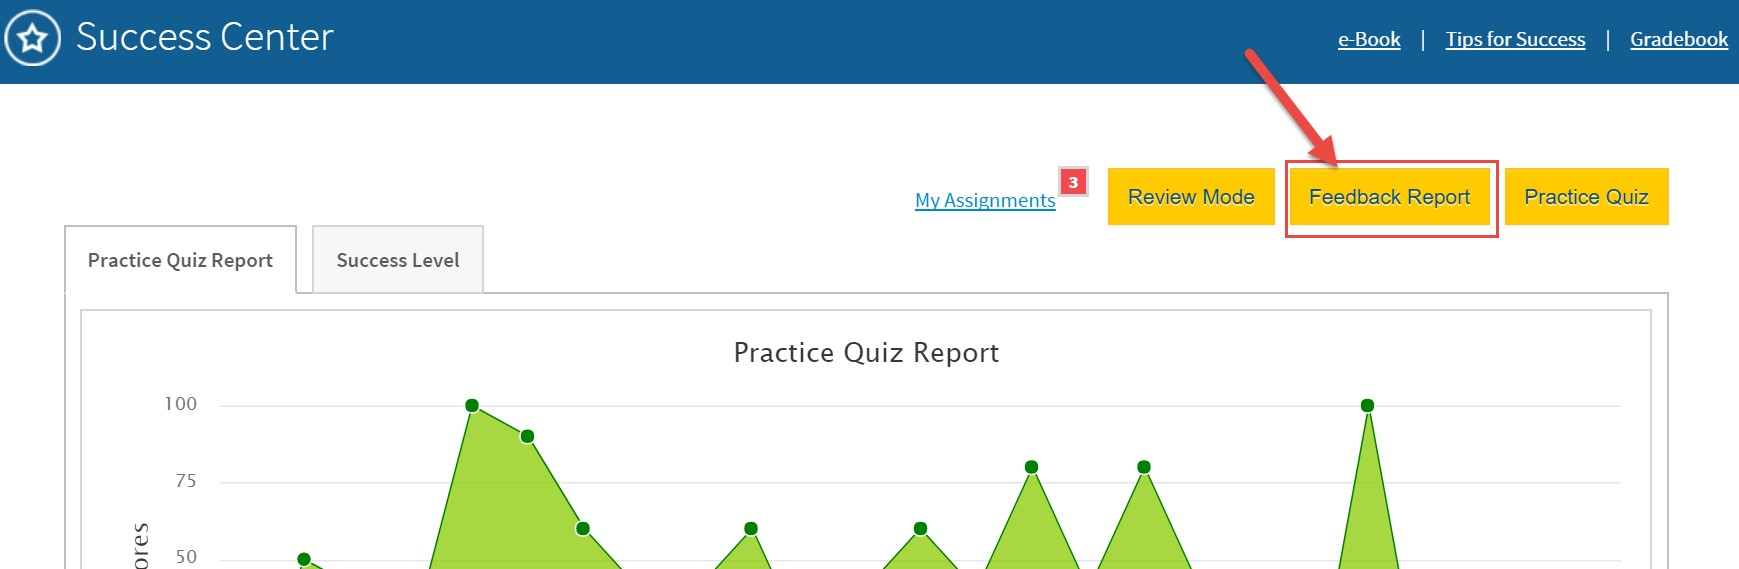 Success Center
e-Book | Tips for Success | Gradebook
My Assignments 3
Review Mode
Feedback Report
Practice Quiz
Practice Quiz Report
Success Level
Practice Quiz Report
100
75
50